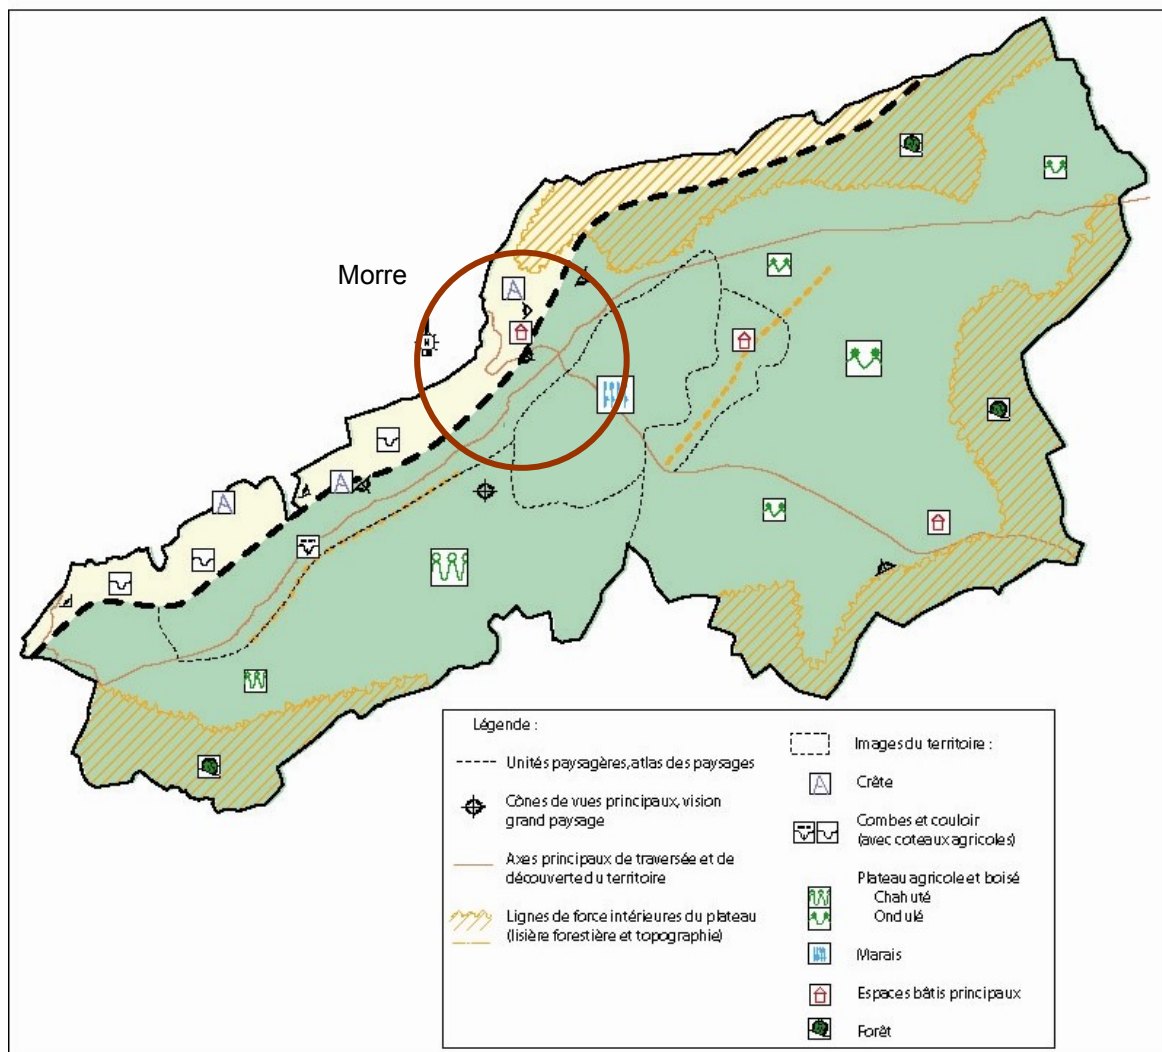 Morre
N
Légende :
Unités paysagères, atlas des paysages
Cônes de vues principaux, vision
grand paysage
Axes principaux de traversée et de
découverte du territoire
Lignes de force intérieures du plateau
(lisière forestière et topographie)
Images du territoire :
Crête
Combes et couloir
(avec coteaux agricoles)
Plateau agricole et boisé
Chahuté
Ondulé
Marais
Espaces bâtis principaux
Forêt